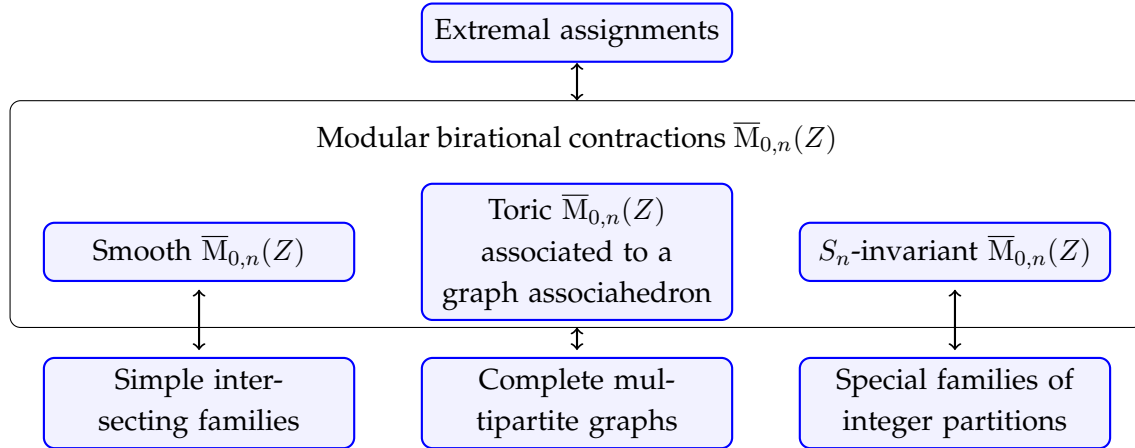 Extremal assignments
Modular birational contractions M̅₀,ₙ(Z)
Smooth M̅₀,ₙ(Z)
Toric M̅₀,ₙ(Z)
associated to a
graph associahedron
Sₙ-invariant M̅₀,ₙ(Z)
Simple inter-
secting families
Complete mul-
tipartite graphs
Special families of
integer partitions